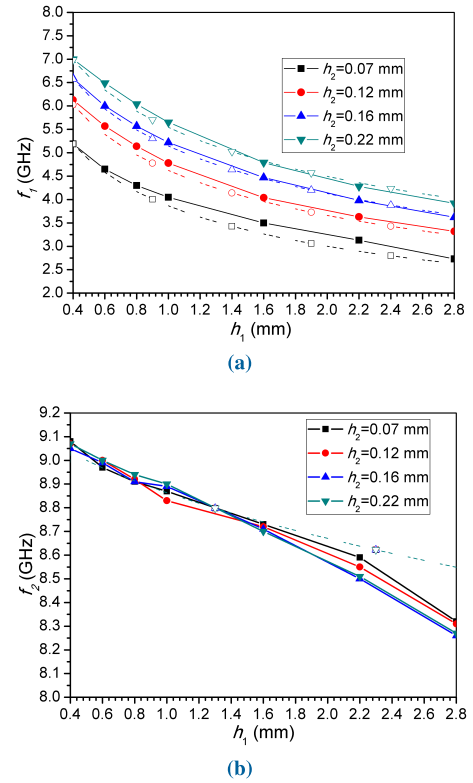 8.0
7.5
7.0
6.5
6.0
5.5
5.0
4.5
4.0
3.5
3.0
2.5
2.0
f1 (GHz)
h2=0.07 mm
h2=0.12 mm
h2=0.16 mm
h2=0.22 mm
0.4 0.6 0.8 1.0 1.2 1.4 1.6 1.8 2.0 2.2 2.4 2.6 2.8
h1 (mm)
(a)
9.2
9.1
9.0
8.9
8.8
8.7
8.6
8.5
8.4
8.3
8.2
8.1
8.0
f2 (GHz)
h2=0.07 mm
h2=0.12 mm
h2=0.16 mm
h2=0.22 mm
0.4 0.6 0.8 1.0 1.2 1.4 1.6 1.8 2.0 2.2 2.4 2.6 2.8
h1 (mm)
(b)